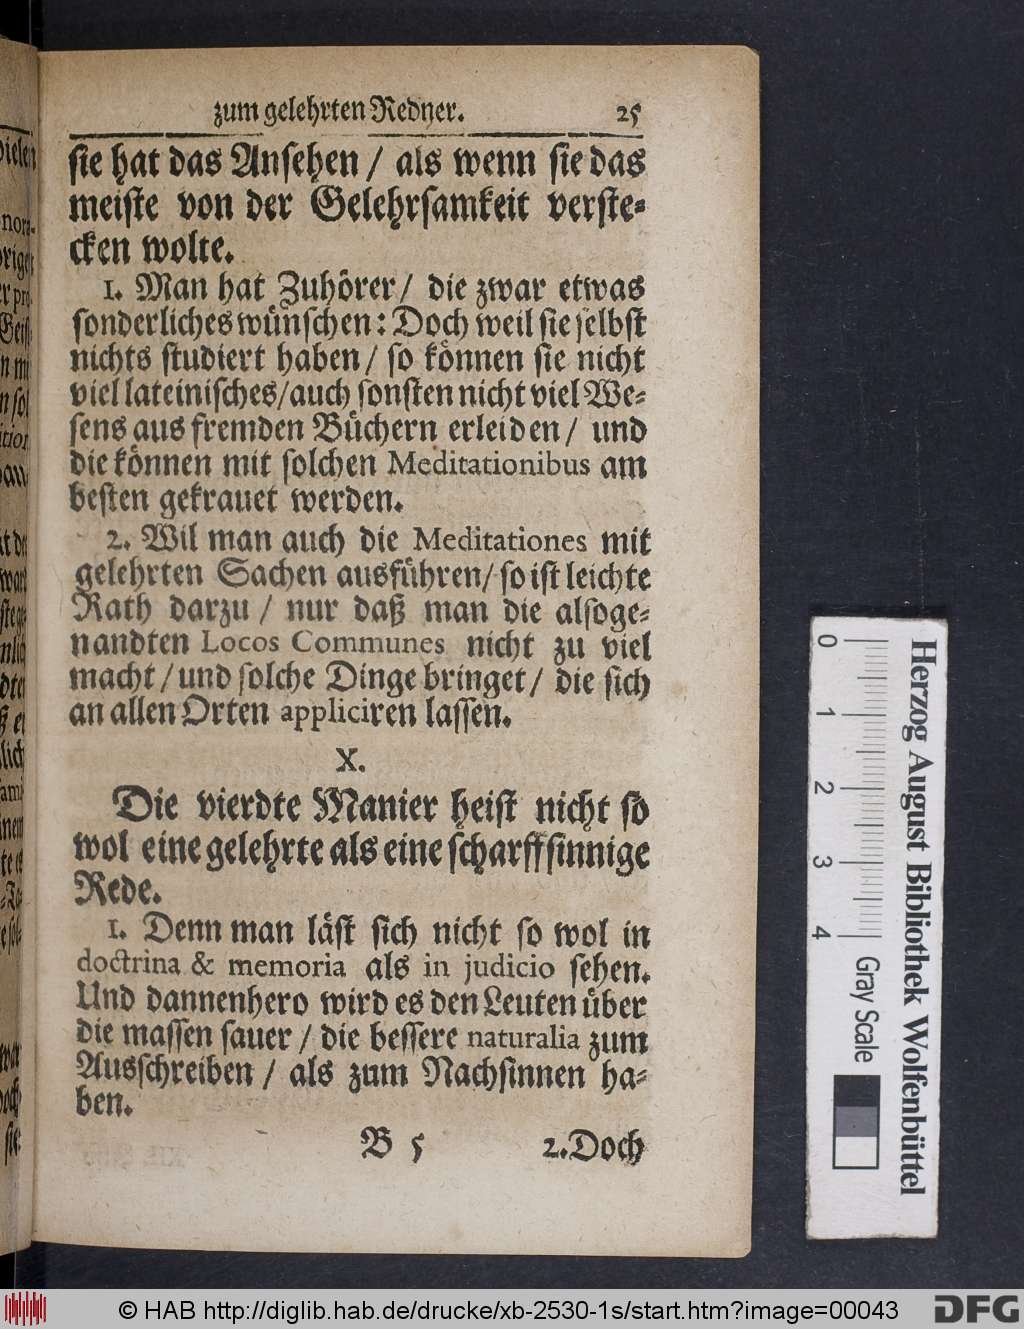 zum gelehrten Redner. 25
sie hat das Ansehen / als wenn sie das
meiste von der Gelehrsamkeit verste-
cken wolte.
1. Man hat Zuhörer / die zwar etwas
sonderliches wünschen: Doch weil sie selbst
nichts studiert haben / so können sie nicht
viel lateinisches / auch sonsten nicht viel We-
sens aus fremden Büchern erleiden / und
die können mit solchen Meditationibus am
besten gekrauet werden.
2. Wil man auch die Meditationes mit
gelehrten Sachen ausführen / so ist leichte
Rath darzu / nur daß man die alsoge-
nandten Locos Communes nicht zu viel
macht / und solche Dinge bringet / die sich
an allen Orten appliciren lassen.
X.
Die vierdte Manier heist nicht so
wol eine gelehrte als eine scharffsinnige
Rede.
1. Denn man läst sich nicht so wol in
doctrina & memoria als in judicio sehen.
Und dannenhero wird es den Leuten über
die massen sauer / die bessere naturalia zum
Ausschreiben / als zum Nachsinnen ha-
ben.
B 5 2. Doch
0 1 2 3 4 Gray Scale
Herzog August Bibliothek Wolfenbüttel
© HAB http://diglib.hab.de/drucke/xb-2530-1s/start.htm?image=00043
DFG